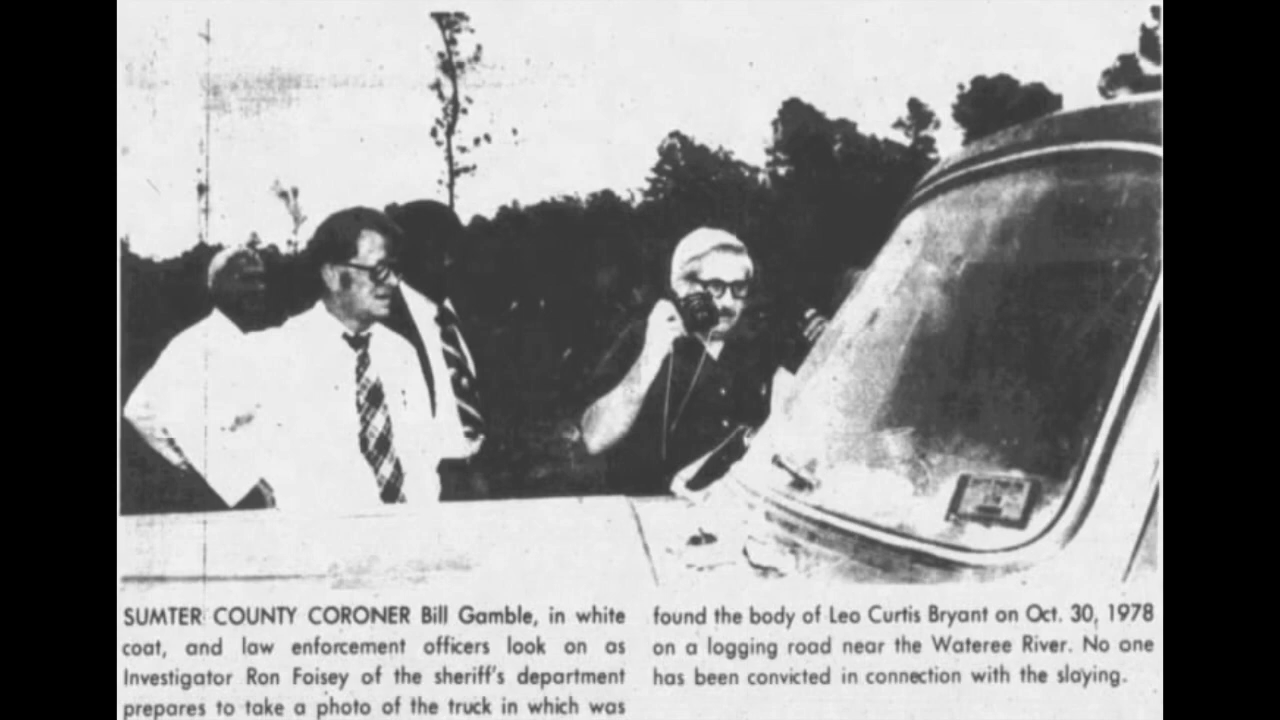 SUMTER COUNTY CORONER Bill Gamble, in white
coat, and law enforcement officers look on as
Investigator Ron Foisey of the sheriff's department
prepares to take a photo of the truck in which was
found the body of Leo Curtis Bryant on Oct. 30, 1978
on a logging road near the Wateree River. No one
has been convicted in connection with the slaying.